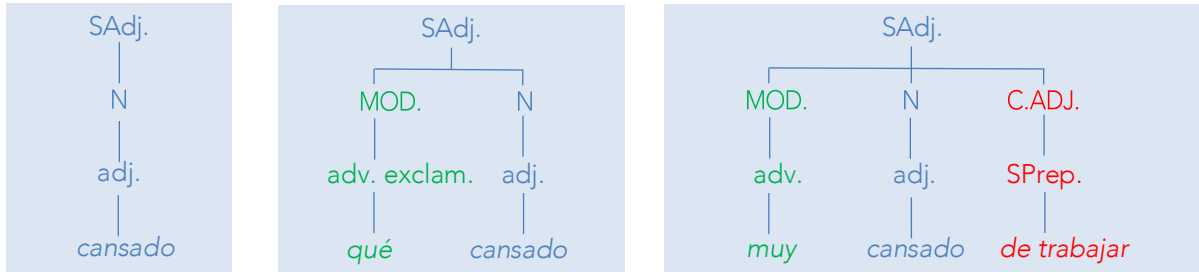 SAdj.
N
adj.
cansado
SAdj.
MOD. N
adv. exclam. adj.
qué cansado
SAdj.
MOD. N C.ADJ.
adv. adj. SPrep.
muy cansado de trabajar